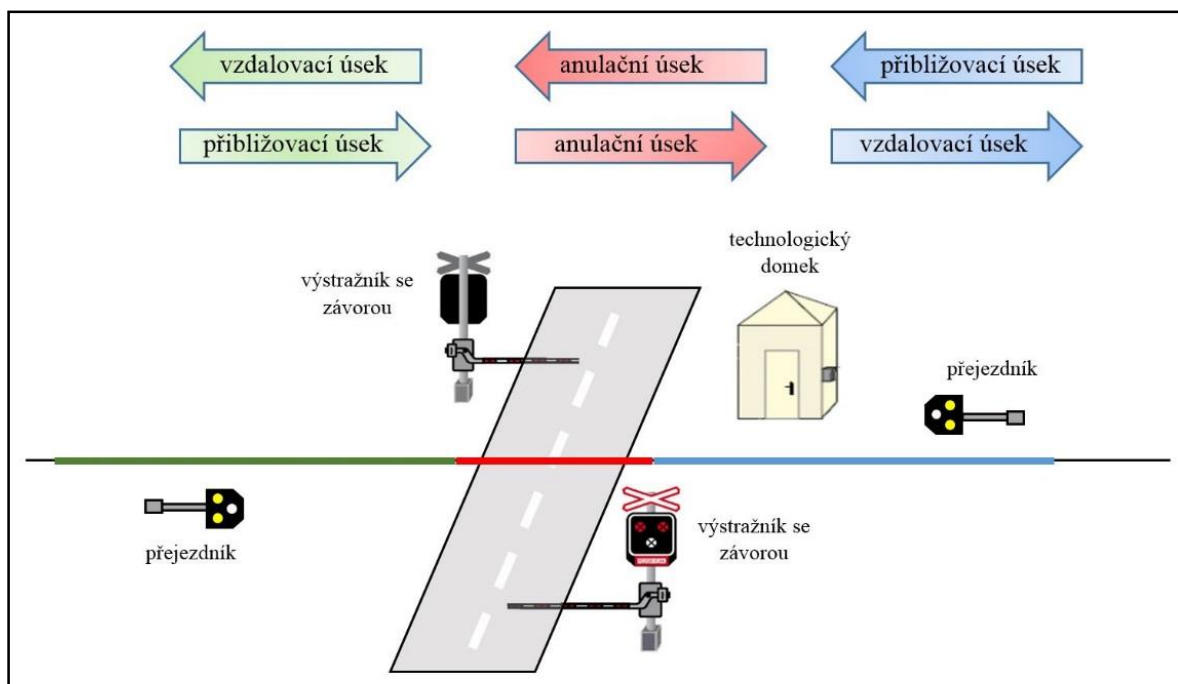 vzdalovací úsek
anulační úsek
přibližovací úsek
přibližovací úsek
anulační úsek
vzdalovací úsek
technologický
domek
výstražník se
závorou
přejezdník
výstražník se
závorou
přejezdník